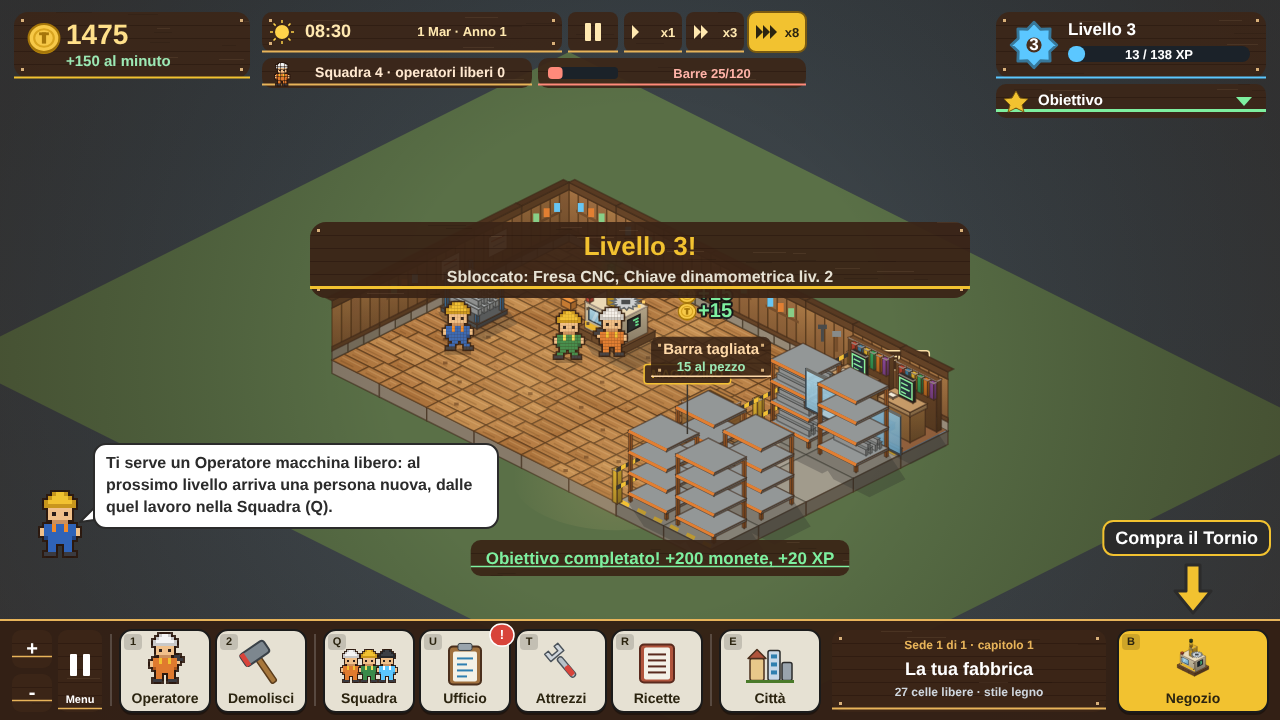 1475
+150 al minuto
08:30
1 Mar · Anno 1
x1
x3
x8
Squadra 4 · operatori liberi 0
Barre 25/120
3
Livello 3
13 / 138 XP
Obiettivo
Livello 3!
Sbloccato: Fresa CNC, Chiave dinamometrica liv. 2
+15
Barra tagliata
15 al pezzo
Ti serve un Operatore macchina libero: al
prossimo livello arriva una persona nuova, dalle
quel lavoro nella Squadra (Q).
Obiettivo completato! +200 monete, +20 XP
Compra il Tornio
+
-
Menu
1
Operatore
2
Demolisci
Q
Squadra
U
!
Ufficio
T
Attrezzi
R
Ricette
E
Città
Sede 1 di 1 · capitolo 1
La tua fabbrica
27 celle libere · stile legno
B
Negozio